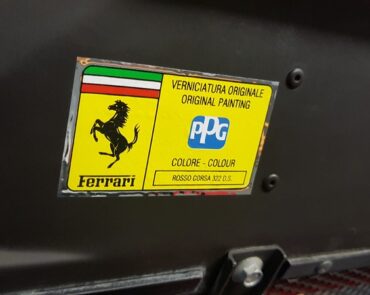 VERNICIATURA ORIGINALE
ORIGINAL PAINTING
PPG
COLORE - COLOUR
ROSSO CORSA 322 D.S.
Ferrari